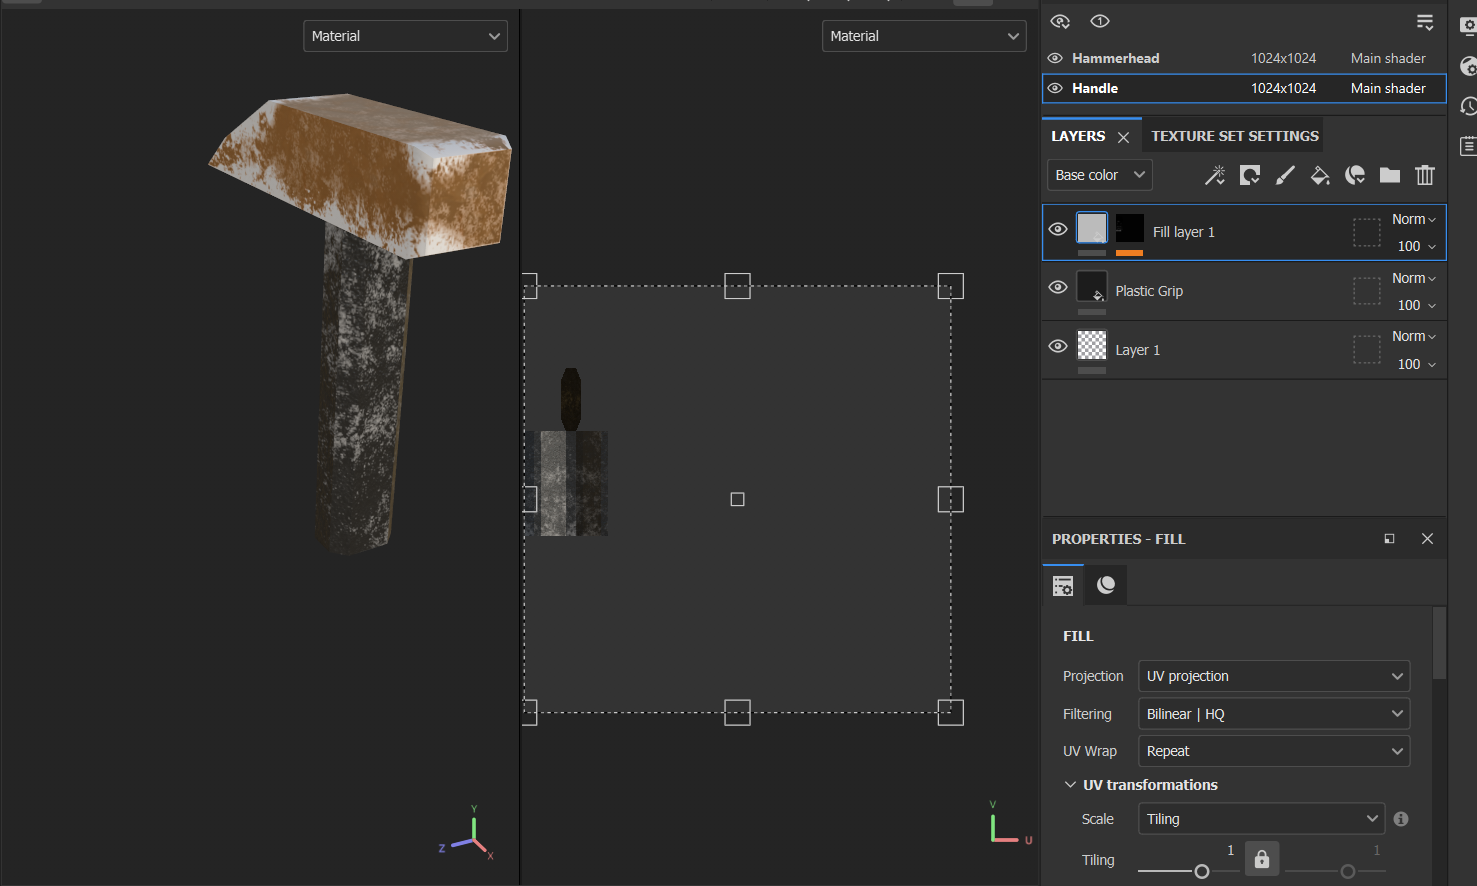 Material
Material
Hammerhead 1024x1024 Main shader
Handle 1024x1024 Main shader
LAYERS TEXTURE SET SETTINGS
Base color
Fill layer 1 Norm
100
Plastic Grip Norm
100
Layer 1 Norm
100
PROPERTIES - FILL
FILL
Projection UV projection
Filtering Bilinear | HQ
UV Wrap Repeat
UV transformations
Scale Tiling
Tiling 1 1
Y
Z
X
V
U